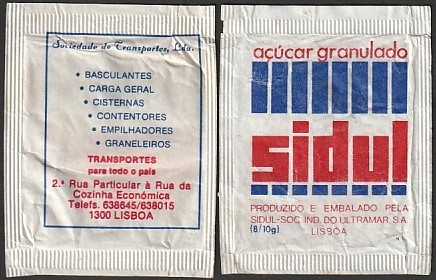 Sociedade de Transportes, Lda.
• BASCULANTES
• CARGA GERAL
• CISTERNAS
• CONTENTORES
• EMPILHADORES
• GRANELEIROS
TRANSPORTES
para todo o país
2.ª Rua Particular à Rua da
Cozinha Económica
Telefs. 638645/638015
1300 LISBOA
açúcar granulado
sidul
PRODUZIDO E EMBALADO PELA
SIDUL-SOC. IND. DO ULTRAMAR, S.A.
(8/10g) LISBOA